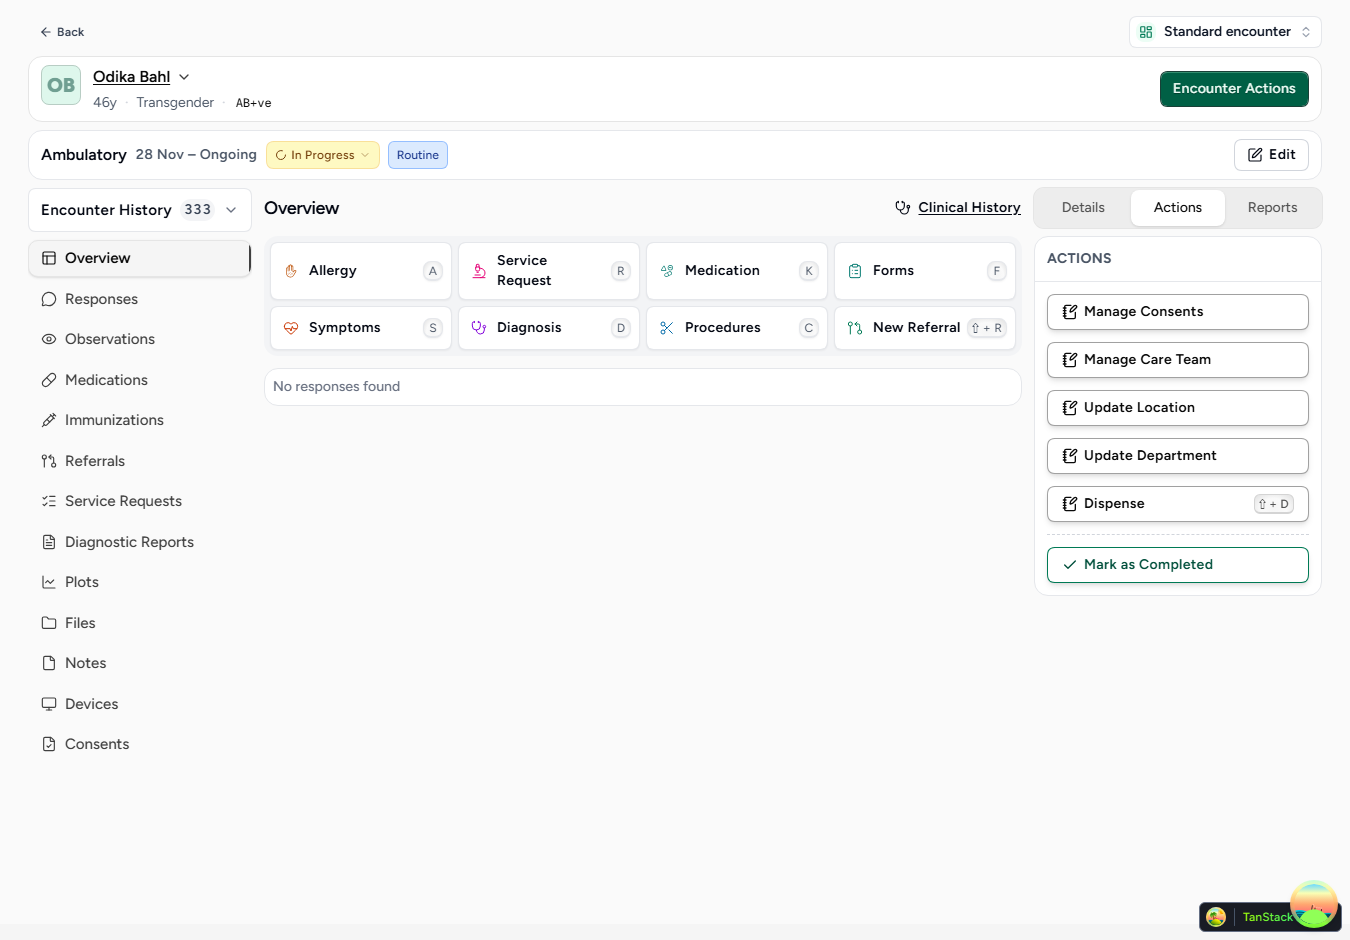 Back
Standard encounter
OB
Odika Bahl
46y · Transgender · AB+ve
Encounter Actions
Ambulatory 28 Nov – Ongoing In Progress Routine
Edit
Encounter History 333
Overview
Responses
Observations
Medications
Immunizations
Referrals
Service Requests
Diagnostic Reports
Plots
Files
Notes
Devices
Consents
Overview
Clinical History
Allergy A
Service Request R
Medication K
Forms F
Symptoms S
Diagnosis D
Procedures C
New Referral ⇧ + R
No responses found
Details
Actions
Reports
ACTIONS
Manage Consents
Manage Care Team
Update Location
Update Department
Dispense ⇧ + D
Mark as Completed
TanStack